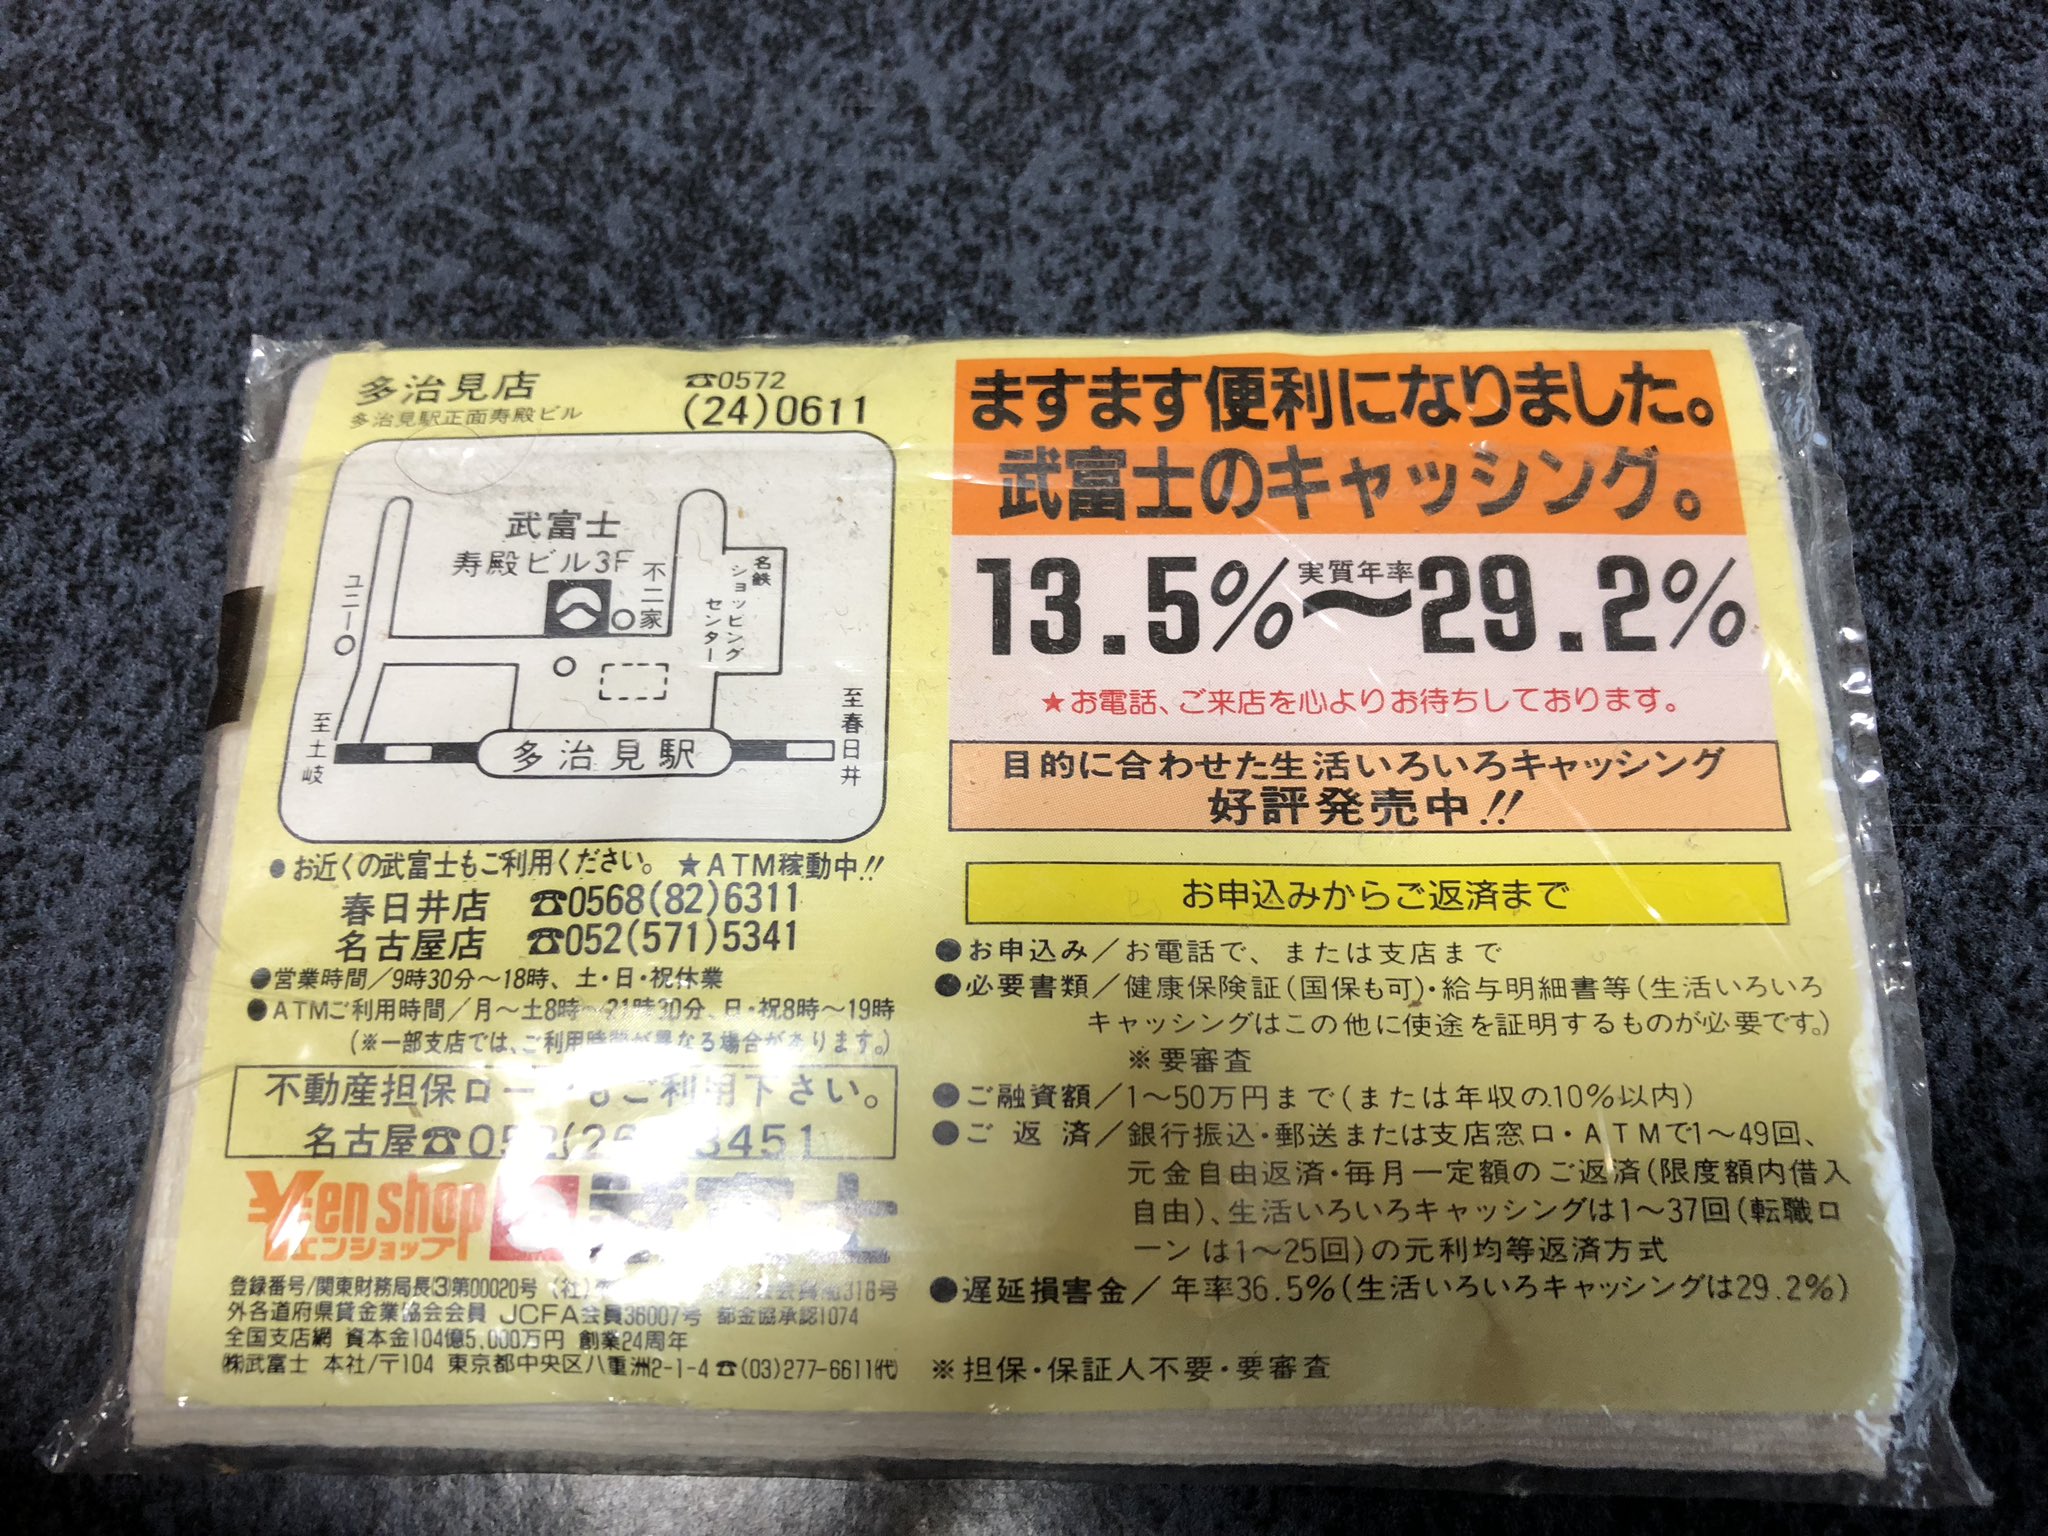 多治見店
多治見駅正面寿殿ビル
☎0572
(24)0611
武富士
寿殿ビル3F
不二家
名鉄
ショッピング
センター
ユニー
至土岐
多治見駅
至春日井
●お近くの武富士もご利用ください。 ★ATM稼動中!!
春日井店 ☎0568(82)6311
名古屋店 ☎052(571)5341
●営業時間/9時30分〜18時、土・日・祝休業
●ATMご利用時間/月〜土8時〜21時30分、日・祝8時〜19時
(※一部支店では、ご利用時間が異なる場合があります。)
不動産担保ローンもご利用下さい。
名古屋☎052(26 3451
Yen shop 武富士
エンショップ
登録番号/関東財務局長(3)第00020号 (社) 318号
外各道府県貸金業協会会員 JCFA会員36007号 都金協承認1074
全国支店網 資本金104億5,000万円 創業24周年
㈱武富士 本社/〒104 東京都中央区八重洲2-1-4☎(03)277-6611(代)
ますます便利になりました。
武富士のキャッシング。
実質年率
13.5%〜29.2%
★お電話、ご来店を心よりお待ちしております。
目的に合わせた生活いろいろキャッシング
好評発売中!!
お申込みからご返済まで
●お申込み/お電話で、または支店まで
●必要書類/健康保険証(国保も可)・給与明細書等(生活いろいろ
キャッシングはこの他に使途を証明するものが必要です。)
※要審査
●ご融資額/1〜50万円まで(または年収の10%以内)
●ご返済/銀行振込・郵送または支店窓口・ATMで1〜49回、
元金自由返済・毎月一定額のご返済(限度額内借入
自由)、生活いろいろキャッシングは1〜37回(転職ロ
ーンは1〜25回)の元利均等返済方式
●遅延損害金/年率36.5%(生活いろいろキャッシングは29.2%)
※担保・保証人不要・要審査